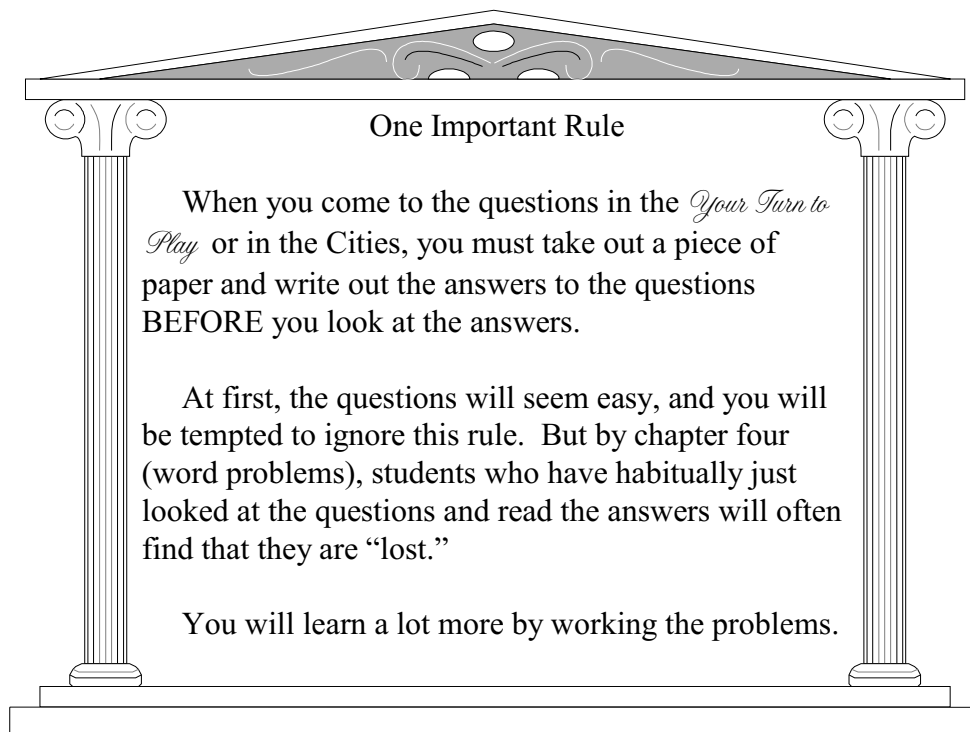 One Important Rule
When you come to the questions in the Your Turn to
Play or in the Cities, you must take out a piece of
paper and write out the answers to the questions
BEFORE you look at the answers.
At first, the questions will seem easy, and you will
be tempted to ignore this rule.  But by chapter four
(word problems), students who have habitually just
looked at the questions and read the answers will often
find that they are “lost.”
You will learn a lot more by working the problems.